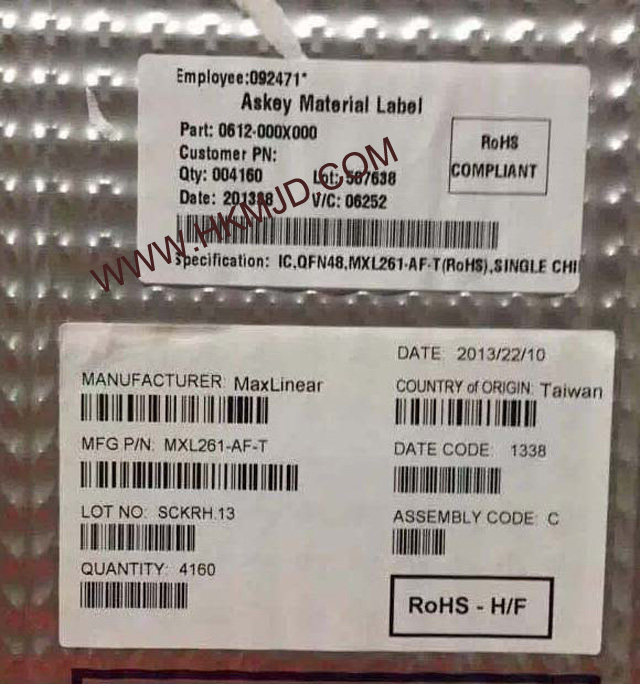 Employee:092471*
Askey Material Label
Part: 0612-000X000
Customer PN:
Qty: 004160 Lot: 587638
Date: 201338 V/C: 06252
RoHS
COMPLIANT
Specification: IC,QFN48,MXL261-AF-T(RoHS),SINGLE CHI
WWW.HKMJD.COM
DATE: 2013/22/10
MANUFACTURER: MaxLinear
COUNTRY of ORIGIN: Taiwan
MFG P/N: MXL261-AF-T
DATE CODE: 1338
LOT NO: SCKRH.13
ASSEMBLY CODE: C
QUANTITY: 4160
RoHS - H/F